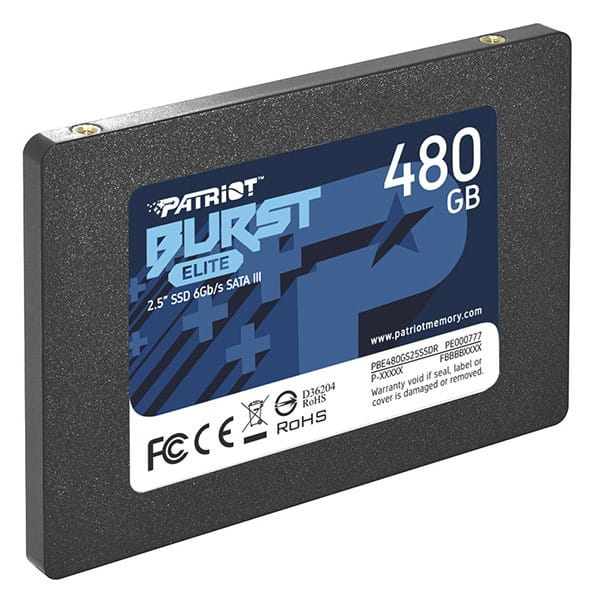 PATRIOT
BURST
ELITE
2.5" SSD 6Gb/s SATA III
480
GB
www.patriotmemory.com
PBE480GS25SSDR PE000777
P-XXXXX FBBBBXXXX
Warranty void if seal, label or
cover is damaged or removed.
FC CE
D36204
RoHS
ROHS